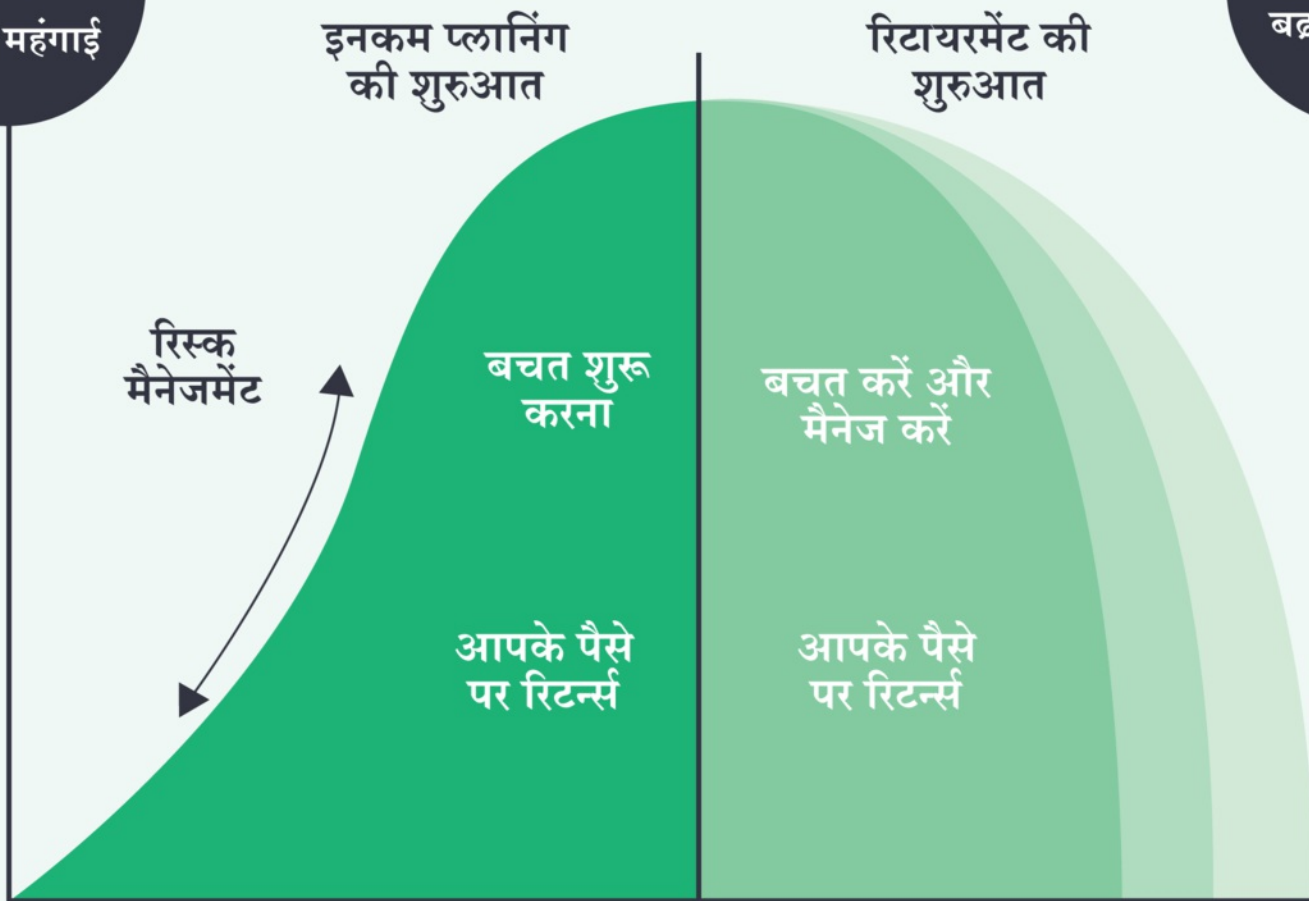 महंगाई
इनकम प्लानिंग
की शुरुआत
रिटायरमेंट की
शुरुआत
रिस्क
मैनेजमेंट
बचत शुरू
करना
बचत करें और
मैनेज करें
आपके पैसे
पर रिटर्न्स
आपके पैसे
पर रिटर्न्स